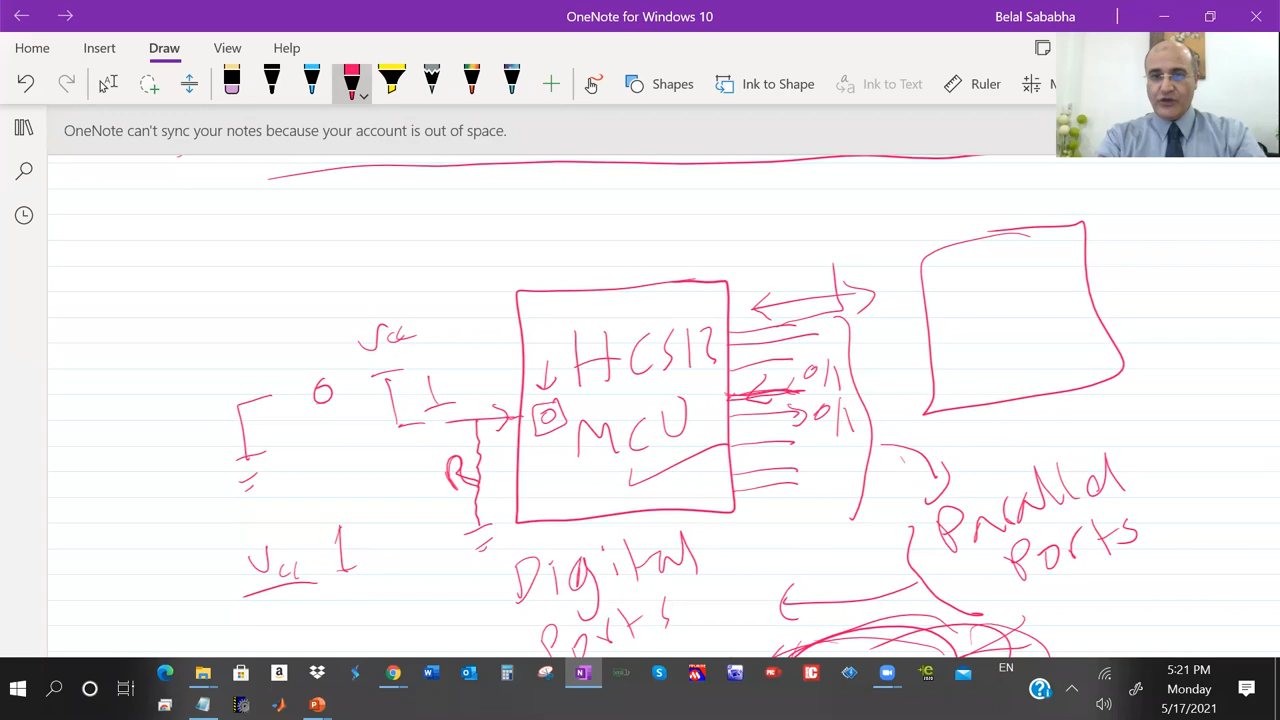 OneNote for Windows 10
Belal Sababha
Home Insert Draw View Help
Shapes Ink to Shape Ink to Text Ruler M
OneNote can't sync your notes because your account is out of space.
Vcc
0 1
HCS12
MCU
0/1
0/1
R
Parallel
Ports
Vcc 1
Digital
Ports
EN
5:21 PM
Monday
5/17/2021